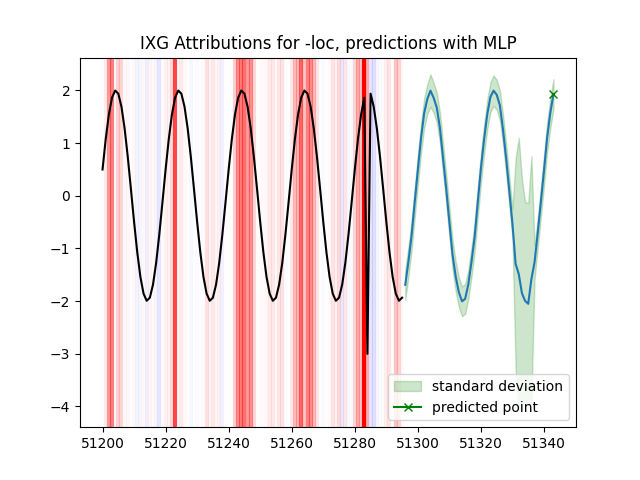 IXG Attributions for -loc, predictions with MLP
2
1
0
−1
−2
−3
−4
standard deviation
predicted point
51200 51220 51240 51260 51280 51300 51320 51340